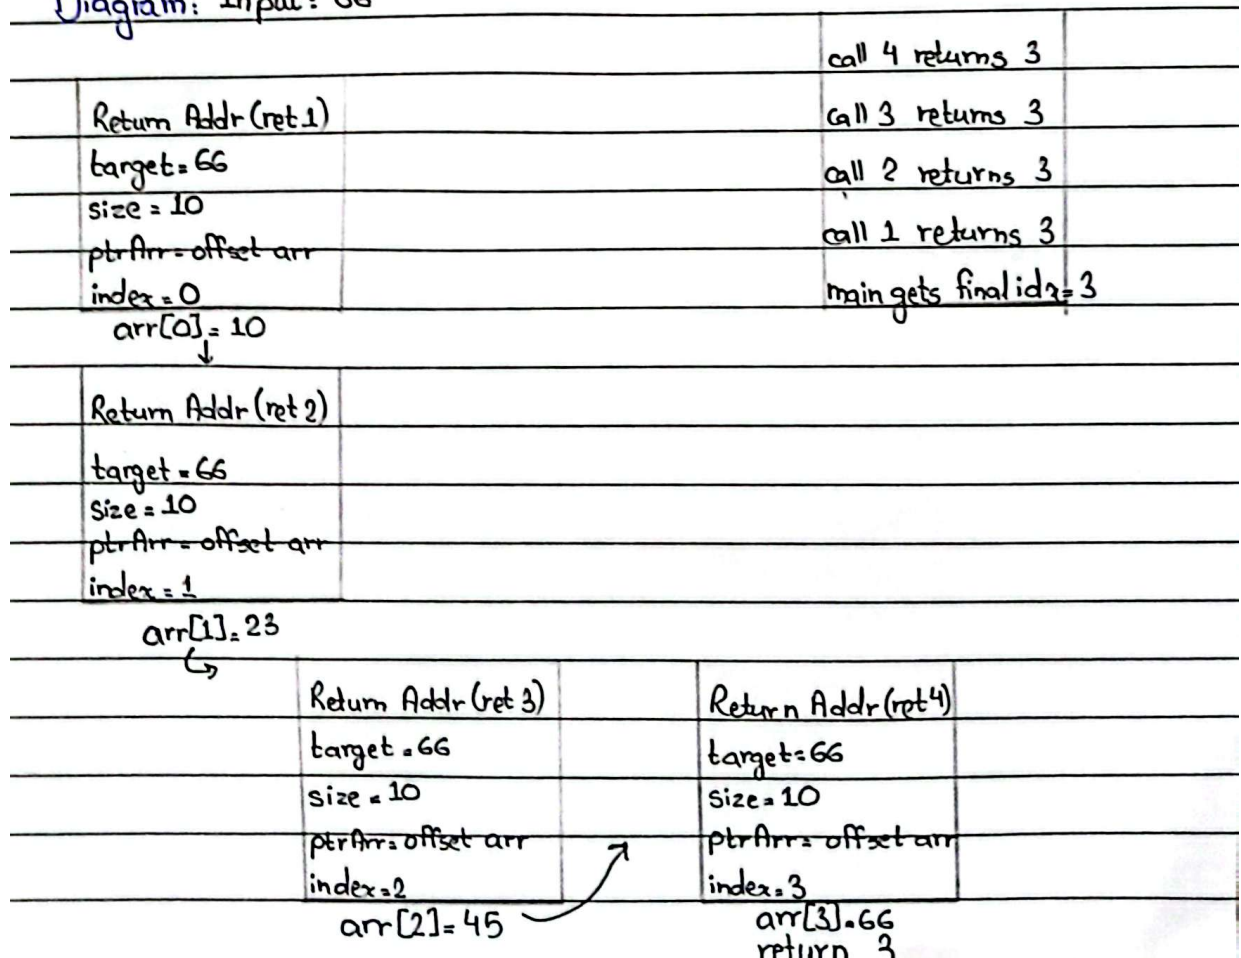 Diagram: Input: 66
Return Addr (ret 1)
target = 66
size = 10
ptrArr = offset arr
index = 0
arr[0] = 10
Return Addr (ret 2)
target = 66
size = 10
ptrArr = offset arr
index = 1
arr[1] = 23
Return Addr (ret 3)
target = 66
size = 10
ptrArr = offset arr
index = 2
arr[2] = 45
Return Addr (ret 4)
target = 66
size = 10
ptrArr = offset arr
index = 3
arr[3] = 66
return 3
call 4 returns 3
call 3 returns 3
call 2 returns 3
call 1 returns 3
main gets final idx = 3